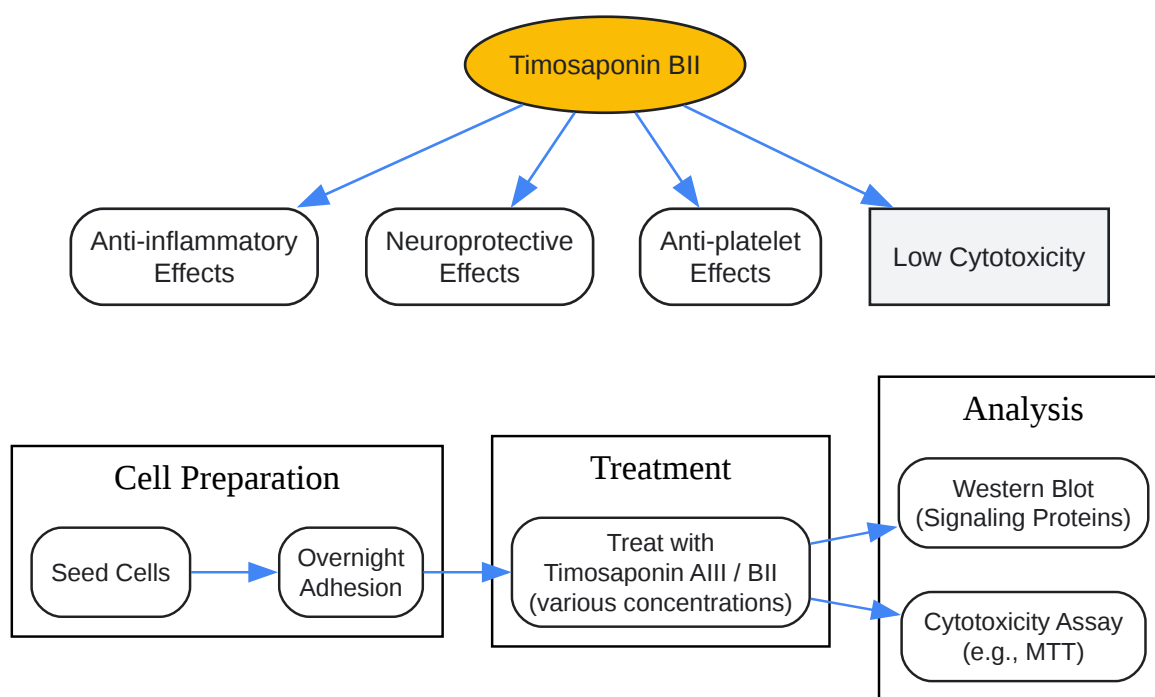 Timosaponin BII
Anti-inflammatory
Effects
Neuroprotective
Effects
Anti-platelet
Effects
Low Cytotoxicity
Cell Preparation
Seed Cells
Overnight
Adhesion
Treatment
Treat with
Timosaponin AIII / BII
(various concentrations)
Analysis
Western Blot
(Signaling Proteins)
Cytotoxicity Assay
(e.g., MTT)